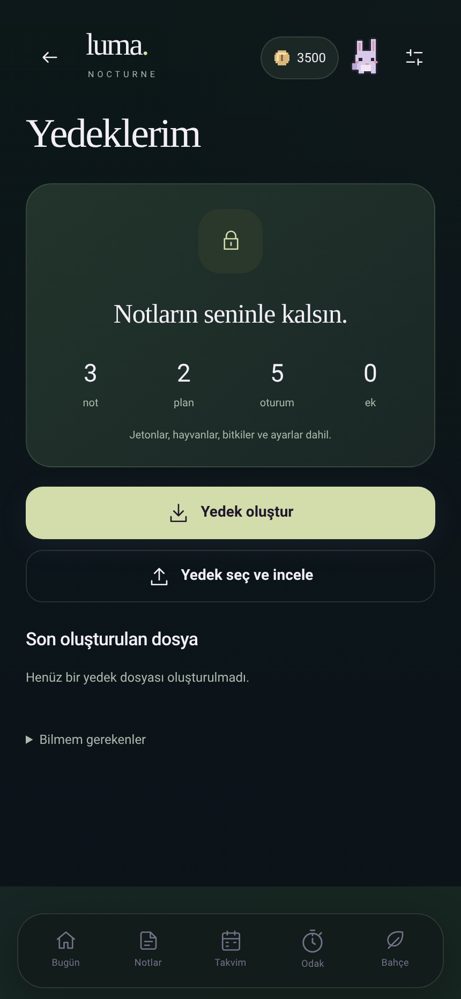 luma.
NOCTURNE
3500
Yedeklerim
Notların seninle kalsın.
3 2 5 0
not plan oturum ek
Jetonlar, hayvanlar, bitkiler ve ayarlar dahil.
Yedek oluştur
Yedek seç ve incele
Son oluşturulan dosya
Henüz bir yedek dosyası oluşturulmadı.
Bilmem gerekenler
Bugün Notlar Takvim Odak Bahçe